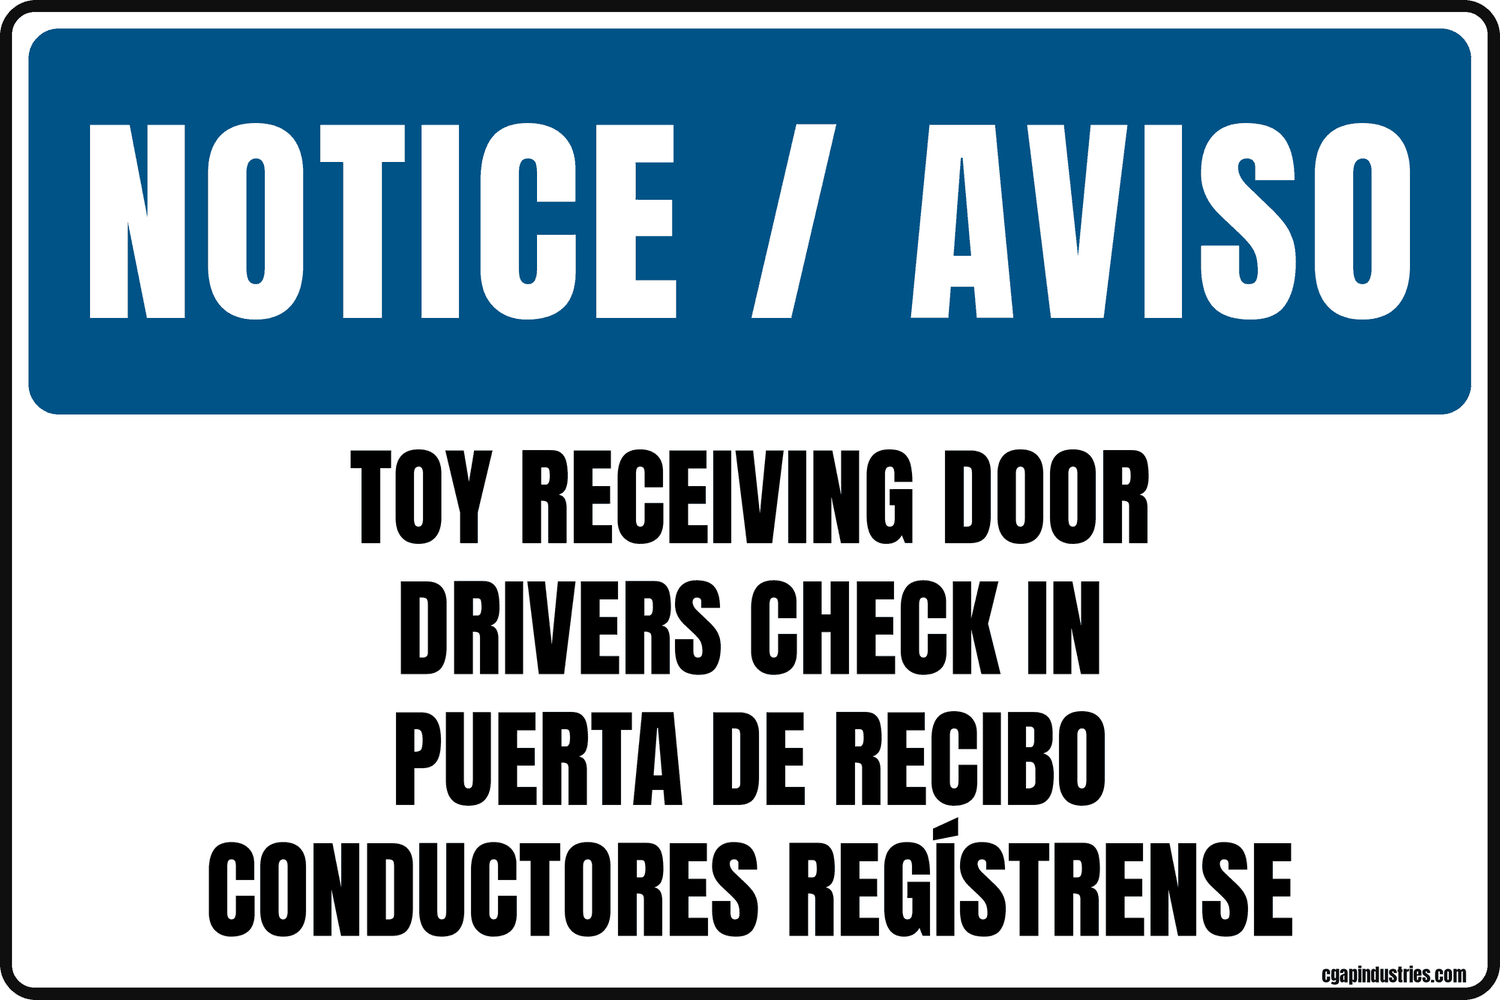 NOTICE / AVISO
TOY RECEIVING DOOR
DRIVERS CHECK IN
PUERTA DE RECIBO
CONDUCTORES REGÍSTRENSE
cgapindustries.com